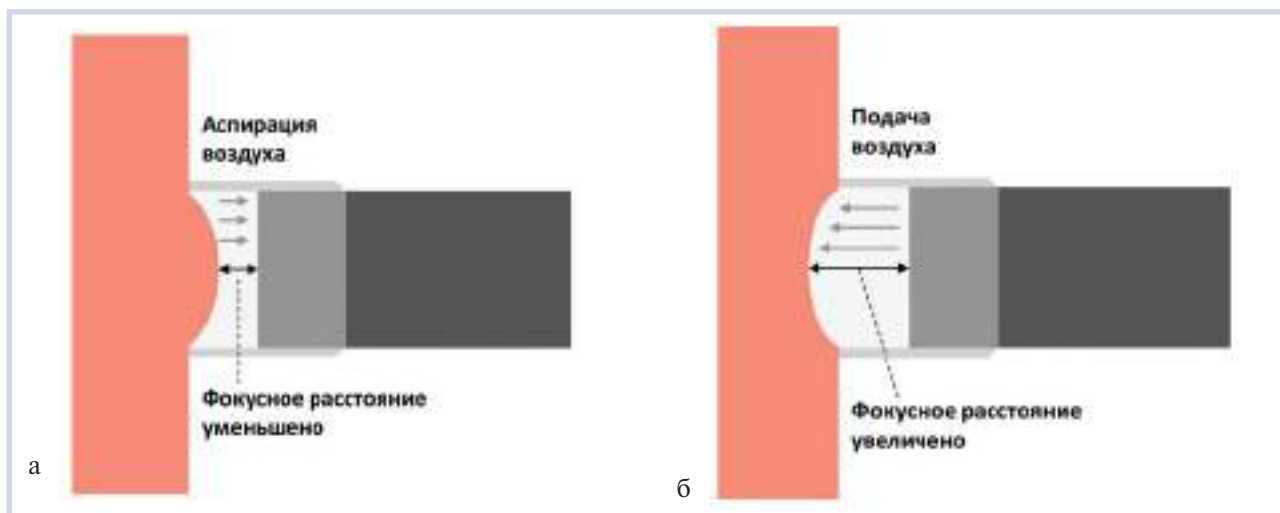 Аспирация
воздуха
Фокусное расстояние
уменьшено
а
Подача
воздуха
Фокусное расстояние
увеличено
б